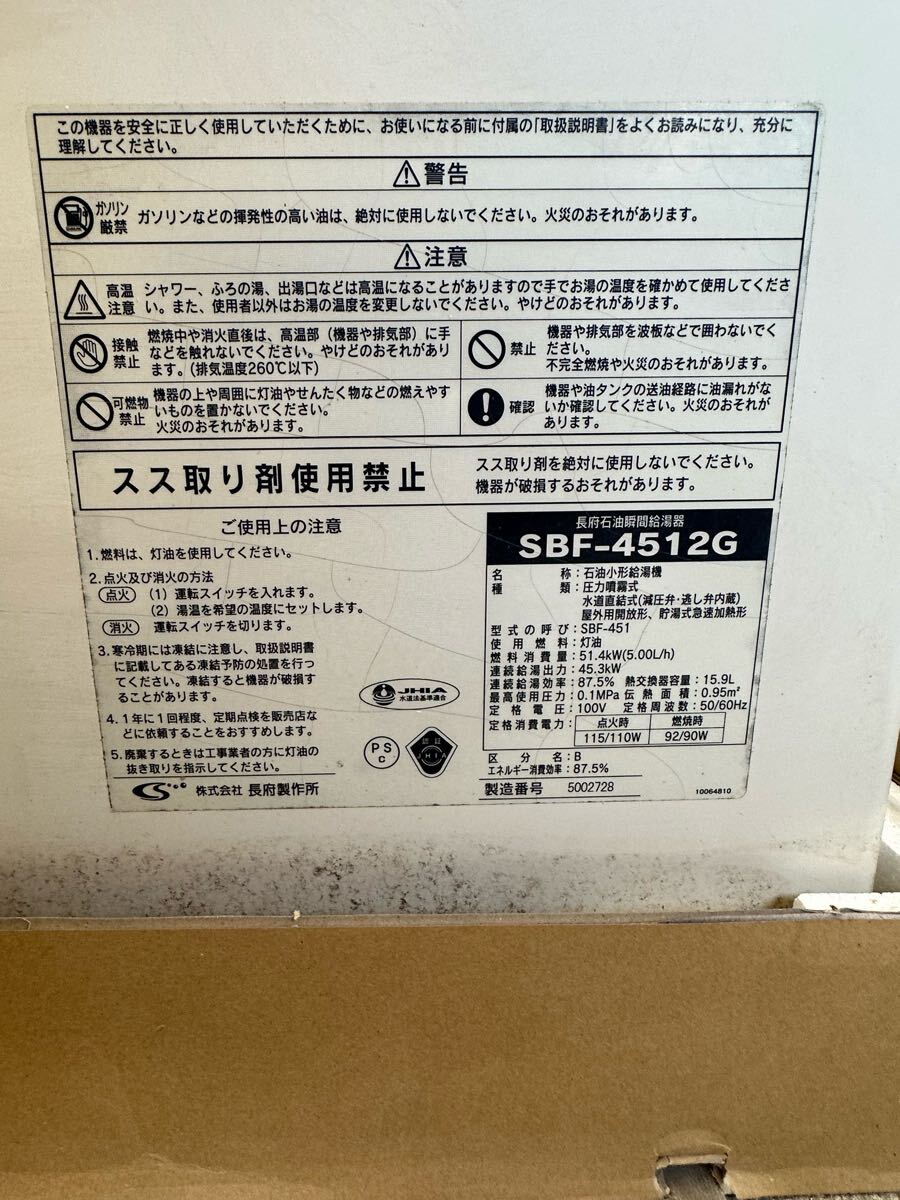 この機器を安全に正しく使用していただくために、お使いになる前に付属の「取扱説明書」をよくお読みになり、充分に
理解してください。
警告
ガソリン
厳禁
ガソリンなどの揮発性の高い油は、絶対に使用しないでください。火災のおそれがあります。
注意
高温
注意
シャワー、ふろの湯、出湯口などは高温になることがありますので手でお湯の温度を確かめて使用してくださ
い。また、使用者以外はお湯の温度を変更しないでください。やけどのおそれがあります。
接触
禁止
燃焼中や消火直後は、高温部（機器や排気部）に手
などを触れないでください。やけどのおそれがあり
ます。(排気温度260℃以下)
禁止
機器や排気部を波板などで囲わないでく
ださい。
不完全燃焼や火災のおそれがあります。
可燃物
禁止
機器の上や周囲に灯油やせんたく物などの燃えやす
いものを置かないでください。
火災のおそれがあります。
確認
機器や油タンクの送油経路に油漏れがな
いか確認してください。火災のおそれが
あります。
スス取り剤使用禁止
スス取り剤を絶対に使用しないでください。
機器が破損するおそれがあります。
ご使用上の注意
1.燃料は、灯油を使用してください。
2.点火及び消火の方法
点火 (1) 運転スイッチを入れます。
(2) 湯温を希望の温度にセットします。
消火 運転スイッチを切ります。
3.寒冷期には凍結に注意し、取扱説明書
に記載してある凍結予防の処置を行っ
てください。凍結すると機器が破損す
ることがあります。
4.1年に1回程度、定期点検を販売店な
どに依頼することをおすすめします。
5.廃棄するときは工事業者の方に灯油の
抜き取りを指示してください。
株式会社 長府製作所
JHIA
水道法基準適合
PS
C
認証
JHIA
長府石油瞬間給湯器
SBF-4512G
名称：石油小形給湯機
種類：圧力噴霧式
水道直結式(減圧弁・逃し弁内蔵)
屋外用開放形、貯湯式急速加熱形
型式の呼び：SBF-451
使用燃料：灯油
燃料消費量：51.4kW(5.00L/h)
連続給湯出力：45.3kW
連続給湯効率：87.5% 熱交換器容量：15.9L
最高使用圧力：0.1MPa 伝熱面積：0.95m²
定格電圧：100V 定格周波数：50/60Hz
定格消費電力： 点火時 燃焼時
115/110W 92/90W
区分名：B
エネルギー消費効率：87.5%
製造番号 5002728
10064810